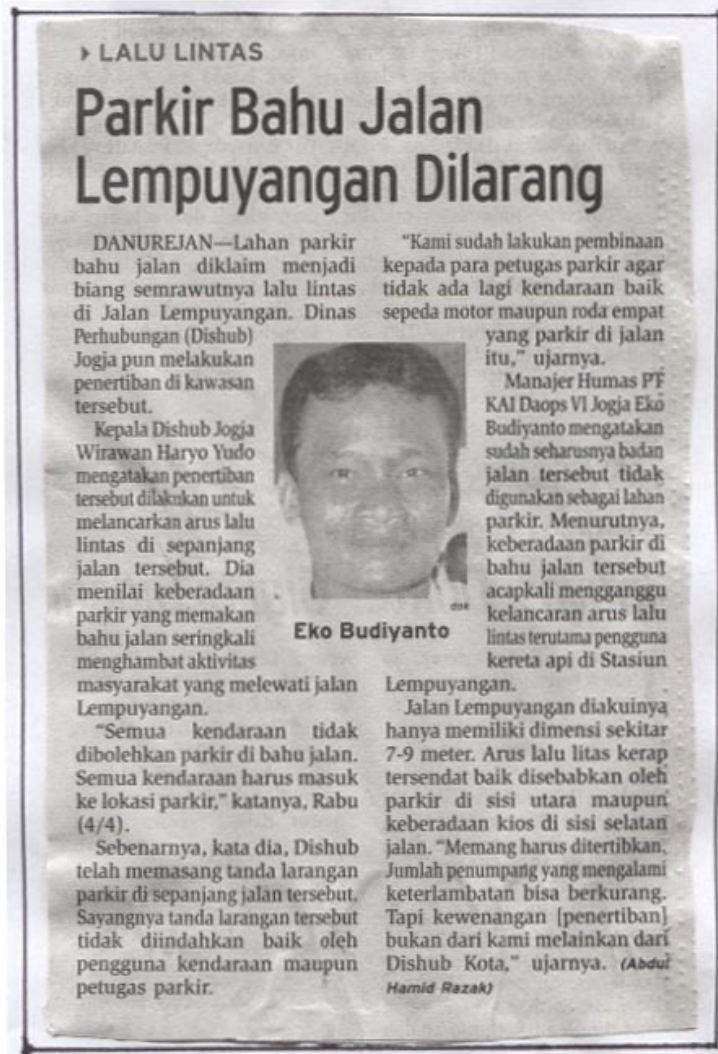 LALU LINTAS
Parkir Bahu Jalan
Lempuyangan Dilarang
DANUREJAN—Lahan parkir
bahu jalan diklaim menjadi
biang semrawutnya lalu lintas
di Jalan Lempuyangan. Dinas
Perhubungan (Dishub)
Jogja pun melakukan
penertiban di kawasan
tersebut.
Kepala Dishub Jogja
Wirawan Haryo Yudo
mengatakan penertiban
tersebut dilakukan untuk
melancarkan arus lalu
lintas di sepanjang
jalan tersebut. Dia
menilai keberadaan
parkir yang memakan
bahu jalan seringkali
menghambat aktivitas
masyarakat yang melewati jalan
Lempuyangan.
"Semua kendaraan tidak
dibolehkan parkir di bahu jalan.
Semua kendaraan harus masuk
ke lokasi parkir," katanya, Rabu
(4/4).
Sebenarnya, kata dia, Dishub
telah memasang tanda larangan
parkir di sepanjang jalan tersebut.
Sayangnya tanda larangan tersebut
tidak diindahkan baik oleh
pengguna kendaraan maupun
petugas parkir.
"Kami sudah lakukan pembinaan
kepada para petugas parkir agar
tidak ada lagi kendaraan baik
sepeda motor maupun roda empat
yang parkir di jalan
itu," ujarnya.
Manajer Humas PT
KAI Daops VI Jogja Eko
Budiyanto mengatakan
sudah seharusnya badan
jalan tersebut tidak
digunakan sebagai lahan
parkir. Menurutnya,
keberadaan parkir di
bahu jalan tersebut
acapkali mengganggu
kelancaran arus lalu
lintas terutama pengguna
kereta api di Stasiun
Lempuyangan.
Jalan Lempuyangan diakuinya
hanya memiliki dimensi sekitar
7-9 meter. Arus lalu litas kerap
tersendat baik disebabkan oleh
parkir di sisi utara maupun
keberadaan kios di sisi selatan
jalan. "Memang harus ditertibkan.
Jumlah penumpang yang mengalami
keterlambatan bisa berkurang.
Tapi kewenangan [penertiban]
bukan dari kami melainkan dari
Dishub Kota," ujarnya. (Abdul
Hamid Razak)
dok
Eko Budiyanto